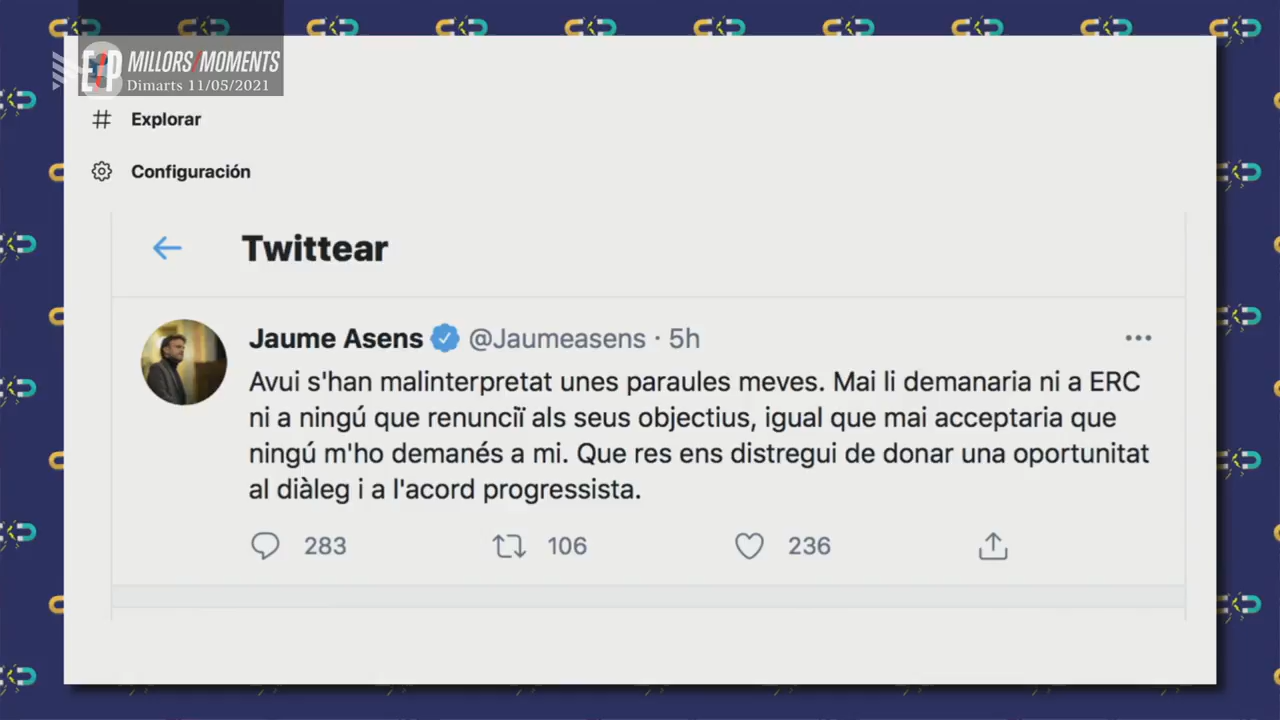 EIP MILLORS/MOMENTS
Dimarts 11/05/2021
Explorar
Configuración
Twittear
Jaume Asens @Jaumeasens · 5h
Avui s'han malinterpretat unes paraules meves. Mai li demanaria ni a ERC
ni a ningú que renunciï als seus objectius, igual que mai acceptaria que
ningú m'ho demanés a mi. Que res ens distregui de donar una oportunitat
al diàleg i a l'acord progressista.
283 106 236